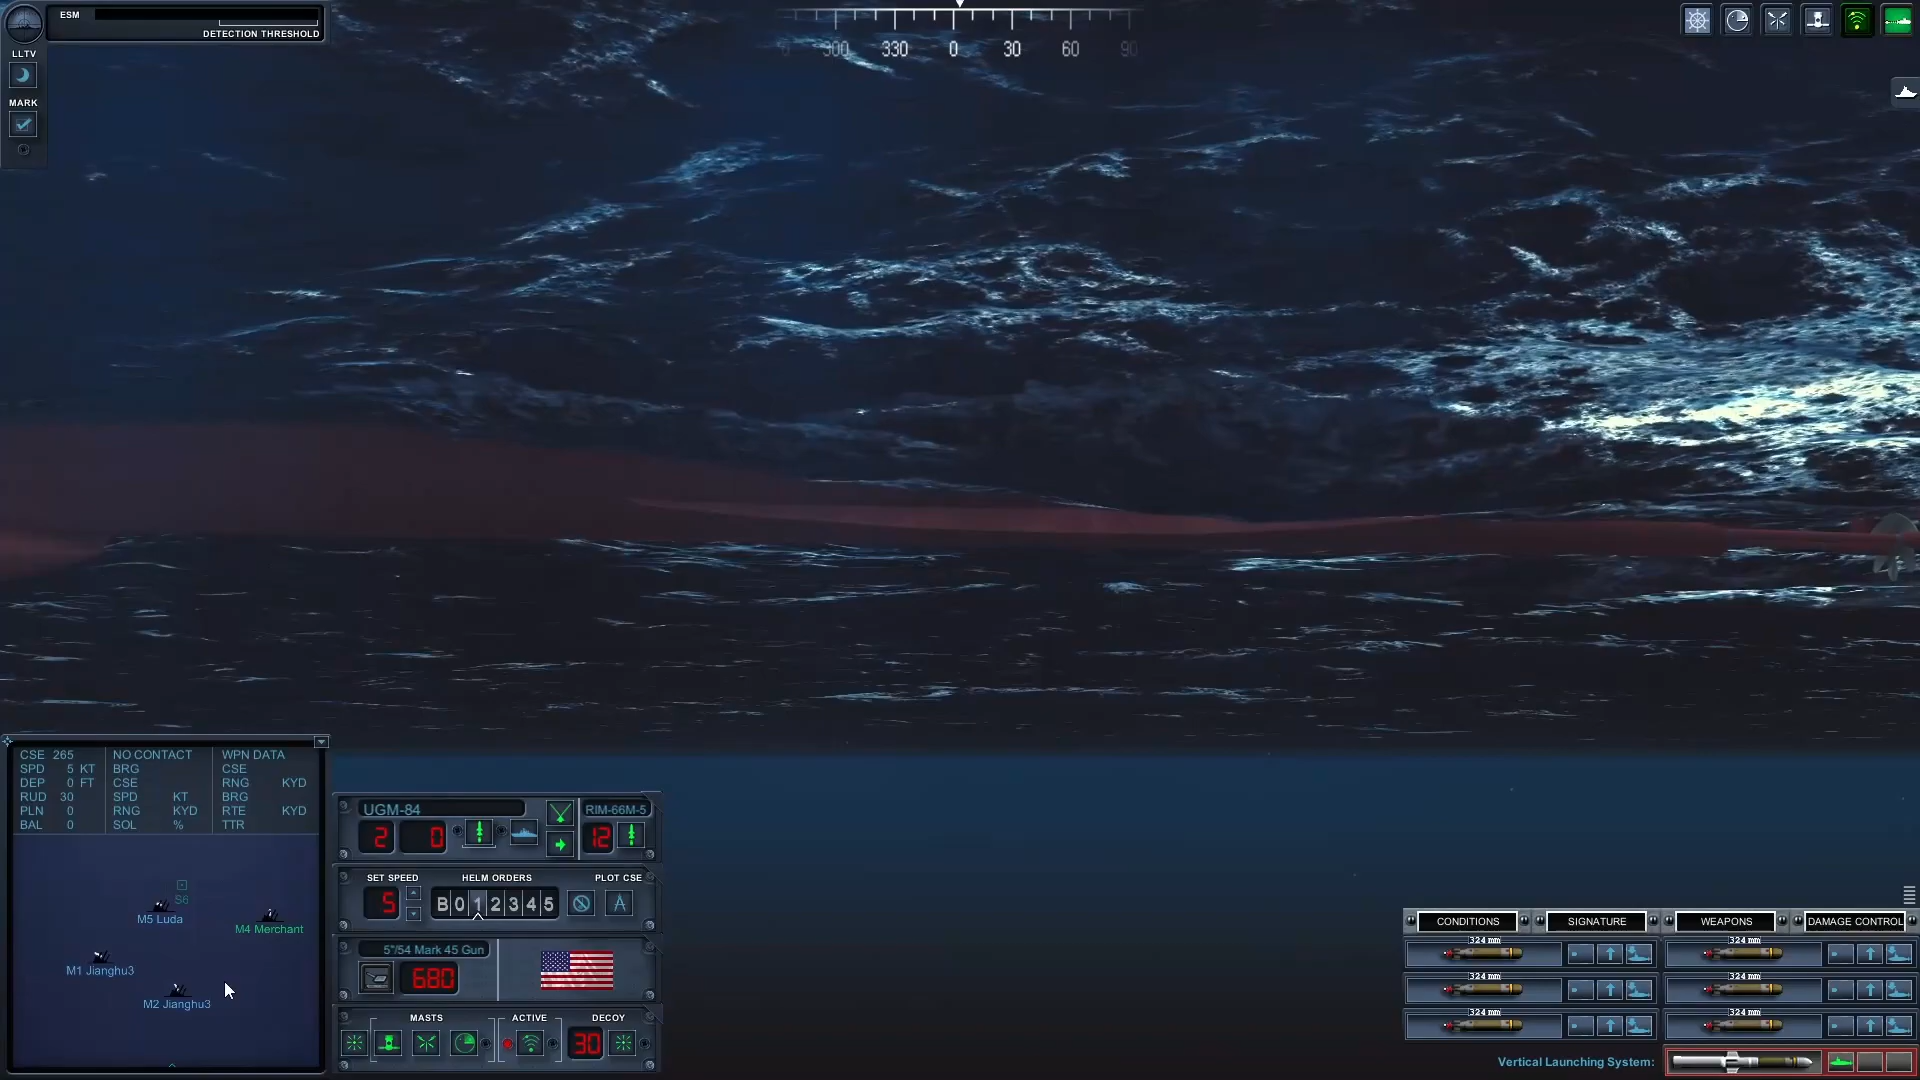 ESM
DETECTION THRESHOLD
LLTV
MARK
300 330 0 30 60 90
CSE 265 NO CONTACT WPN DATA
SPD 5 KT BRG CSE
DEP 0 FT CSE RNG KYD
RUD 30 SPD KT BRG
PLN 0 RNG KYD RTE KYD
BAL 0 SOL % TTR
S6
M5 Luda
M4 Merchant
M1 Jianghu3
M2 Jianghu3
UGM-84 RIM-66M-5
2 0 12
SET SPEED HELM ORDERS PLOT CSE
5 B 0 1 2 3 4 5
5"/54 Mark 45 Gun
680
MASTS ACTIVE DECOY
30
CONDITIONS SIGNATURE WEAPONS DAMAGE CONTROL
324 mm 324 mm
324 mm 324 mm
324 mm 324 mm
Vertical Launching System: